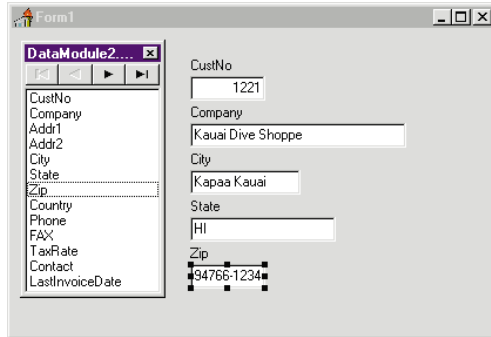 Form1
DataModule2....
CustNo
Company
Addr1
Addr2
City
State
Zip
Country
Phone
FAX
TaxRate
Contact
LastInvoiceDate
CustNo
1221
Company
Kauai Dive Shoppe
City
Kapaa Kauai
State
HI
Zip
94766-1234